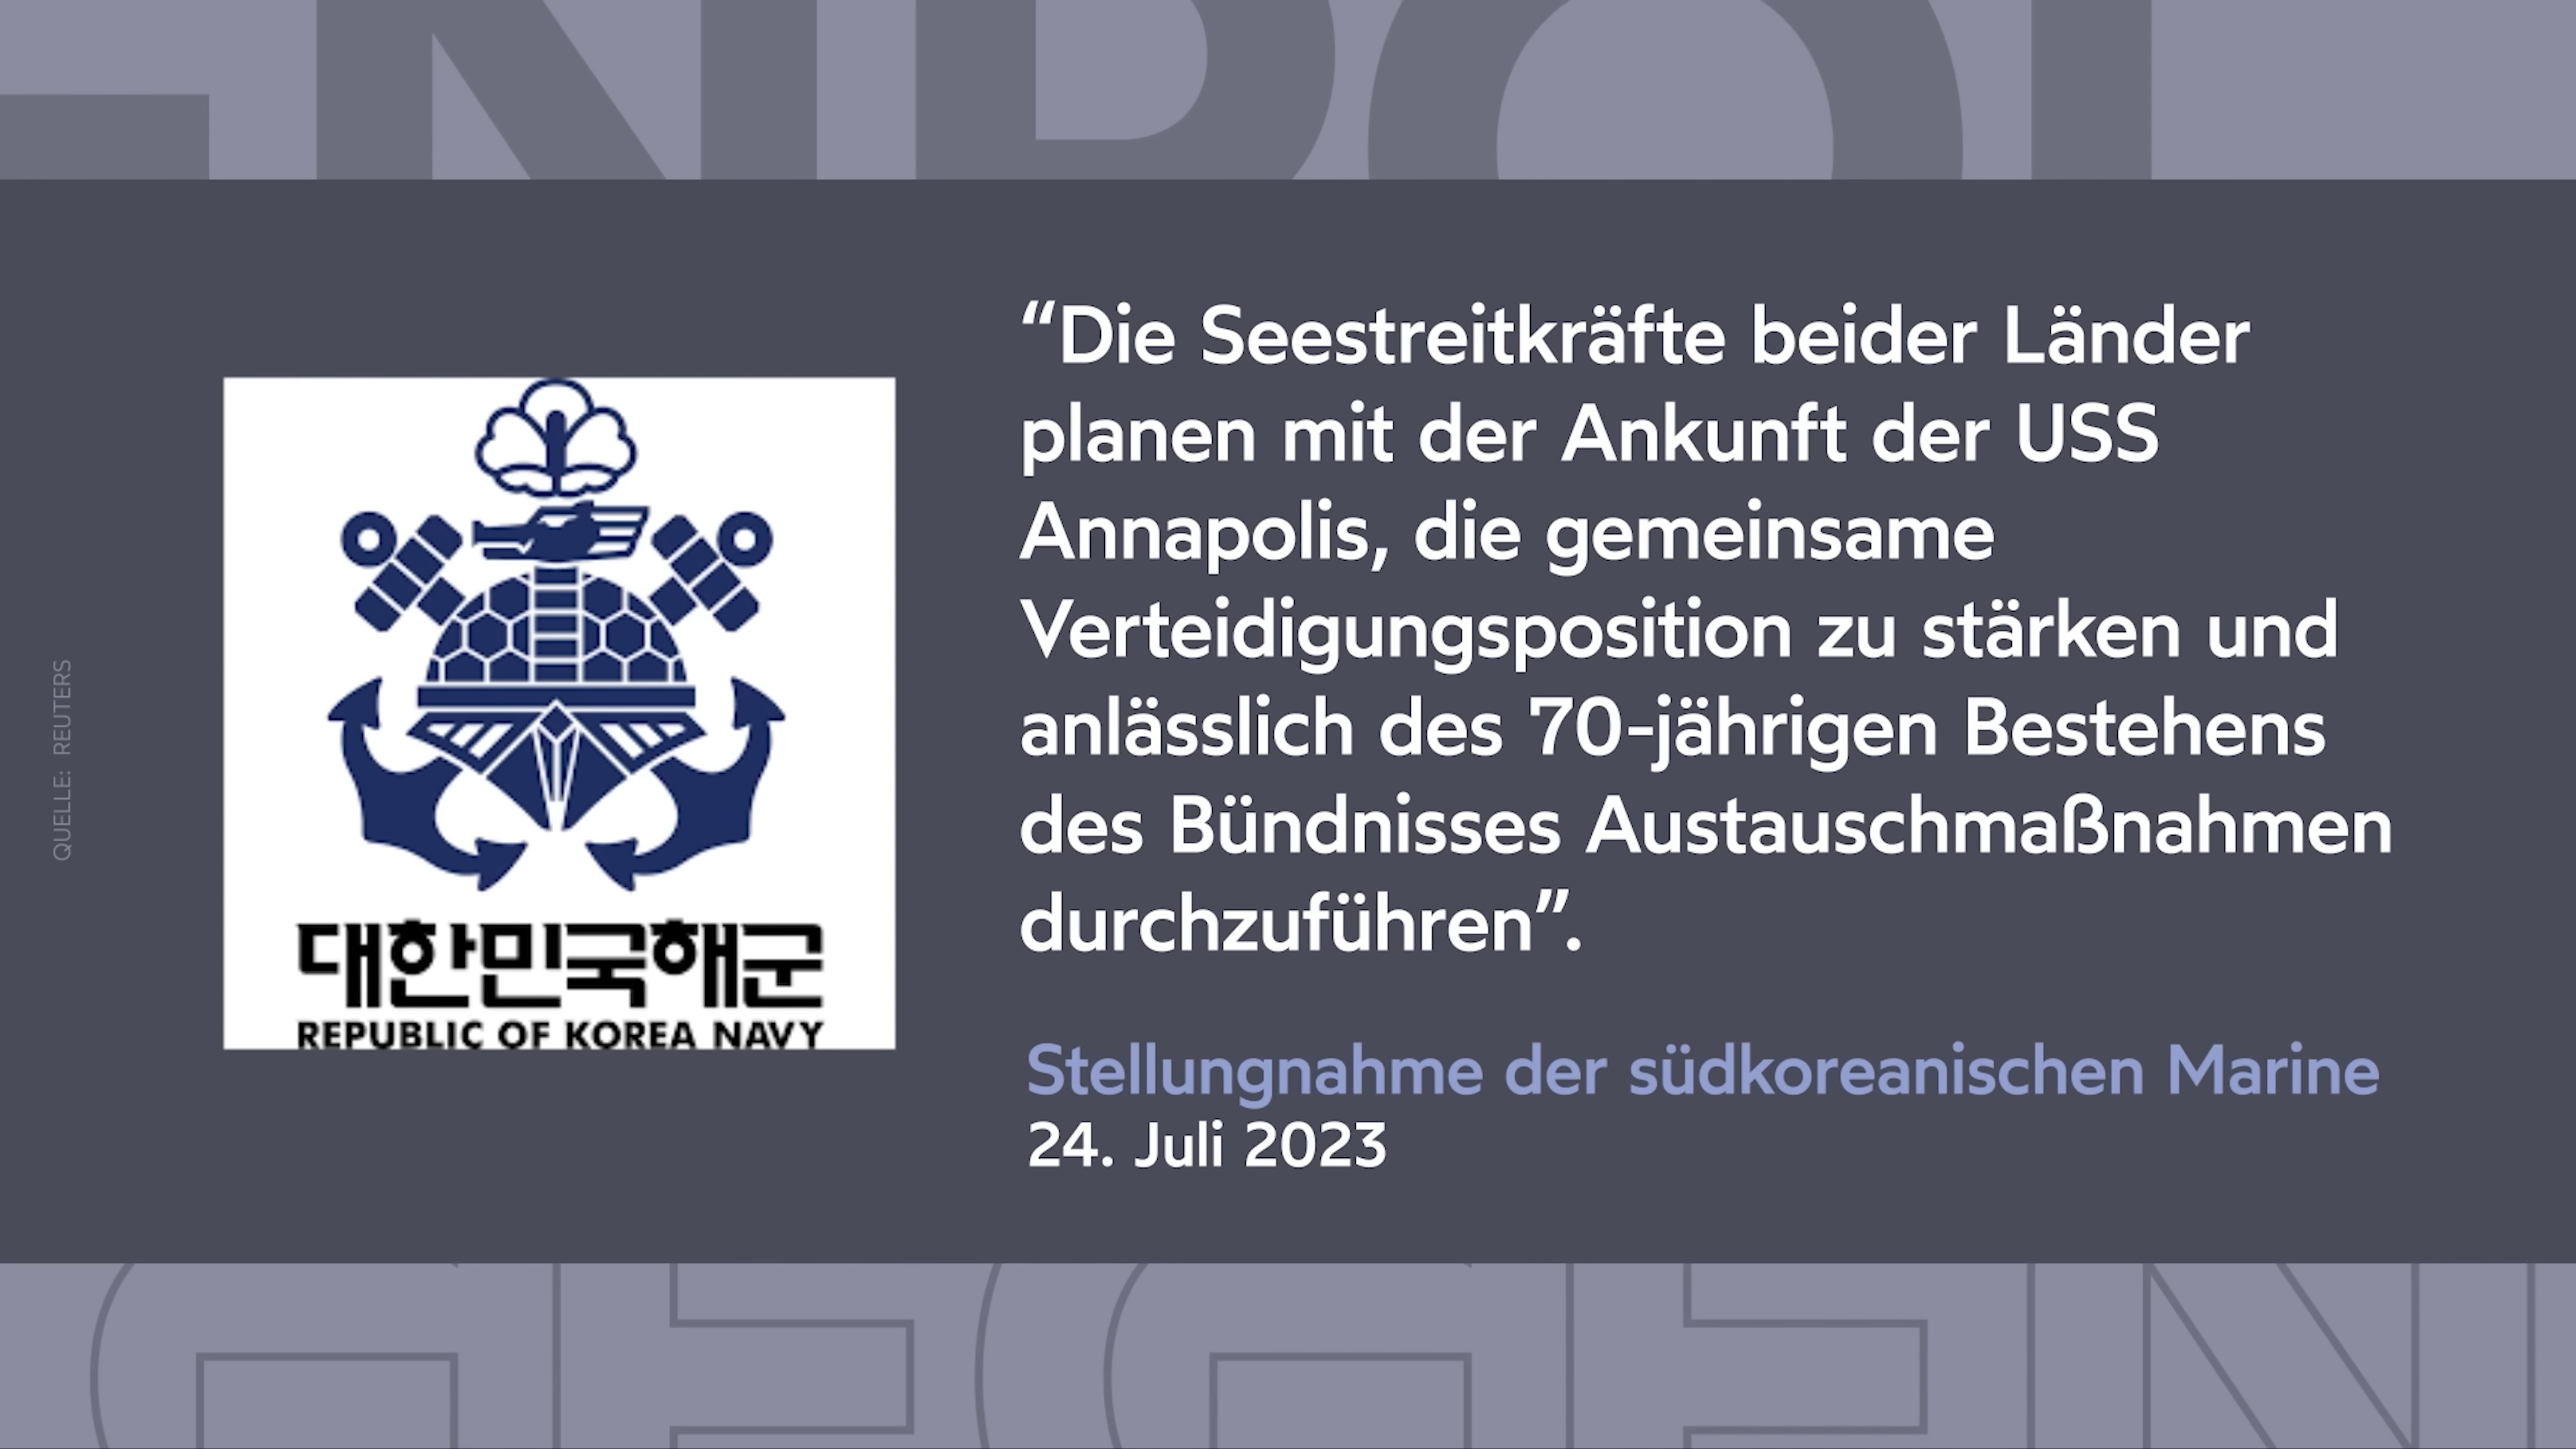 “Die Seestreitkräfte beider Länder
planen mit der Ankunft der USS
Annapolis, die gemeinsame
Verteidigungsposition zu stärken und
anlässlich des 70-jährigen Bestehens
des Bündnisses Austauschmaßnahmen
durchzuführen”.
Stellungnahme der südkoreanischen Marine
24. Juli 2023
대한민국해군
REPUBLIC OF KOREA NAVY
QUELLE: REUTERS